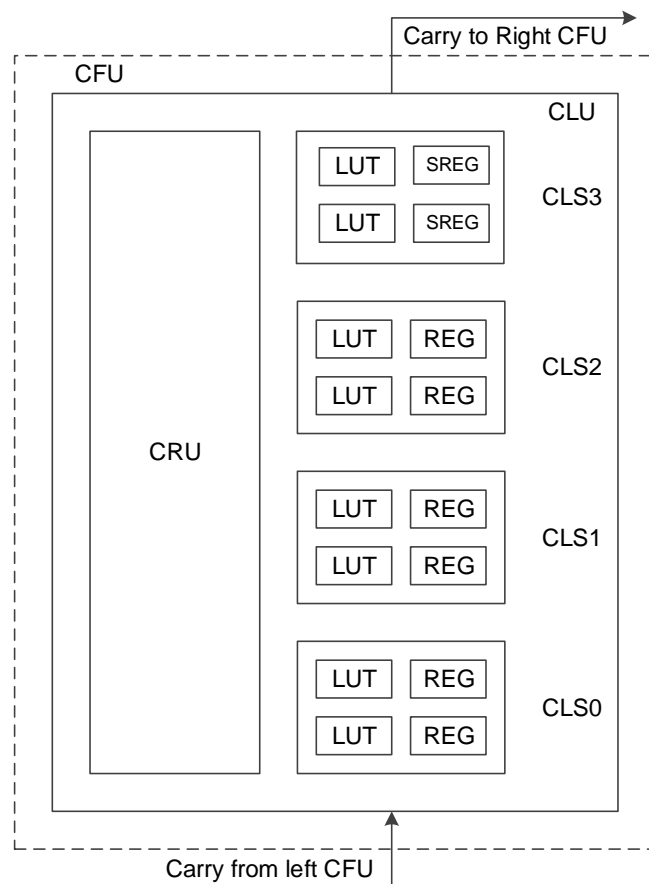 Carry to Right CFU
CFU
CLU
LUT SREG
CLS3
LUT SREG
LUT REG
CLS2
LUT REG
CRU
LUT REG
CLS1
LUT REG
LUT REG
CLS0
LUT REG
Carry from left CFU